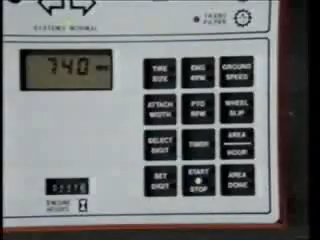 TRANS
FILTER
SYSTEMS NORMAL
740
TIRE
SIZE
ENG
RPM
GROUND
SPEED
ATTACH
WIDTH
PTO
RPM
WHEEL
SLIP
SELECT
DIGIT
TIMER
AREA
HOUR
SET
DIGIT
START
STOP
AREA
DONE
ENGINE
HOURS